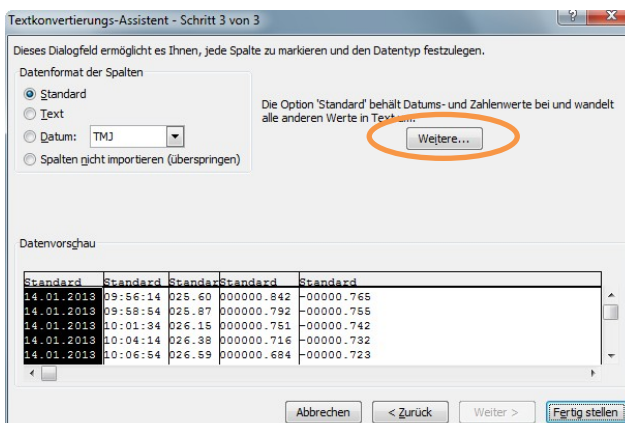 Textkonvertierungs-Assistent - Schritt 3 von 3
Dieses Dialogfeld ermöglicht es Ihnen, jede Spalte zu markieren und den Datentyp festzulegen.
Datenformat der Spalten
Standard
Text
Datum: TMJ
Spalten nicht importieren (überspringen)
Die Option 'Standard' behält Datums- und Zahlenwerte bei und wandelt
alle anderen Werte in Text um.
Weitere...
Datenvorschau
Standard Standard Standar Standard Standard
14.01.2013 09:56:14 025.60 000000.842 -00000.765
14.01.2013 09:58:54 025.87 000000.792 -00000.755
14.01.2013 10:01:34 026.15 000000.751 -00000.742
14.01.2013 10:04:14 026.38 000000.716 -00000.732
14.01.2013 10:06:54 026.59 000000.684 -00000.723
Abbrechen < Zurück Weiter > Fertig stellen